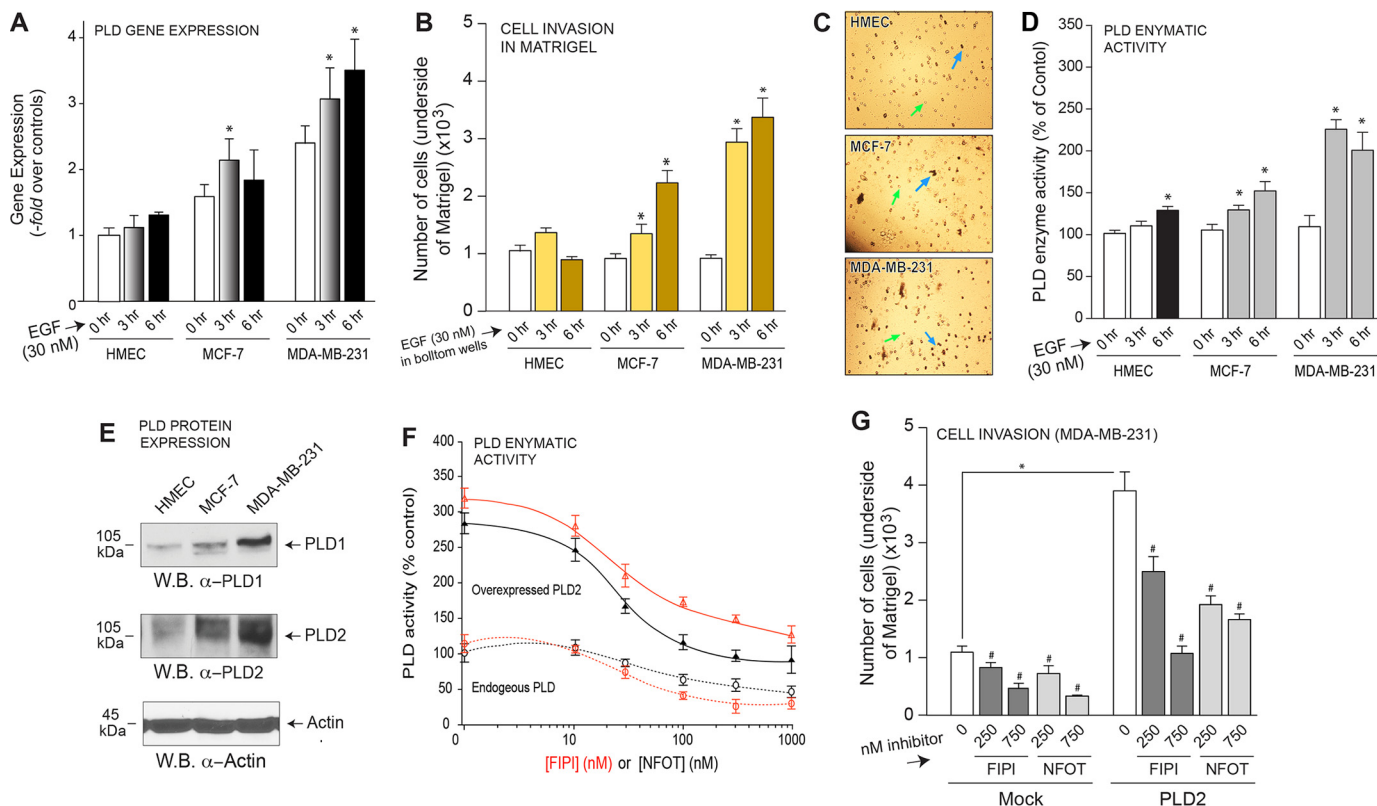 A
PLD GENE EXPRESSION
Gene Expression
(-fold over controls)
4
3
2
1
0
*
*
*
EGF
(30 nM)
0 hr
3 hr
6 hr
0 hr
3 hr
6 hr
0 hr
3 hr
6 hr
HMEC
MCF-7
MDA-MB-231
B
CELL INVASION
IN MATRIGEL
Number of cells (underside
of Matrigel) (x10³)
5
4
3
2
1
0
*
*
*
*
EGF (30 nM)
in bolltom wells
0 hr
3 hr
6 hr
0 hr
3 hr
6 hr
0 hr
3 hr
6 hr
HMEC
MCF-7
MDA-MB-231
C
HMEC
MCF-7
MDA-MB-231
D
PLD ENYMATIC
ACTIVITY
PLD enzyme activity (% of Control)
350
300
250
200
150
100
50
0
*
*
*
*
*
EGF
(30 nM)
0 hr
3 hr
6 hr
0 hr
3 hr
6 hr
0 hr
3 hr
6 hr
HMEC
MCF-7
MDA-MB-231
E
PLD PROTEIN
EXPRESSION
HMEC
MCF-7
MDA-MB-231
105
kDa
PLD1
W.B. α–PLD1
105
kDa
PLD2
W.B. α–PLD2
45
kDa
Actin
W.B. α–Actin
F
PLD ENYMATIC
ACTIVITY
PLD activity (% control)
400
350
300
250
200
150
100
50
0
Overexpressed PLD2
Endogeous PLD
0
10
100
1000
[FIPI] (nM) or [NFOT] (nM)
G
CELL INVASION (MDA-MB-231)
Number of cells (underside
of Matrigel) (x10³)
5
4
3
2
1
0
*
#
#
#
#
#
#
#
#
nM inhibitor
0
250
750
250
750
0
250
750
250
750
FIPI
NFOT
FIPI
NFOT
Mock
PLD2